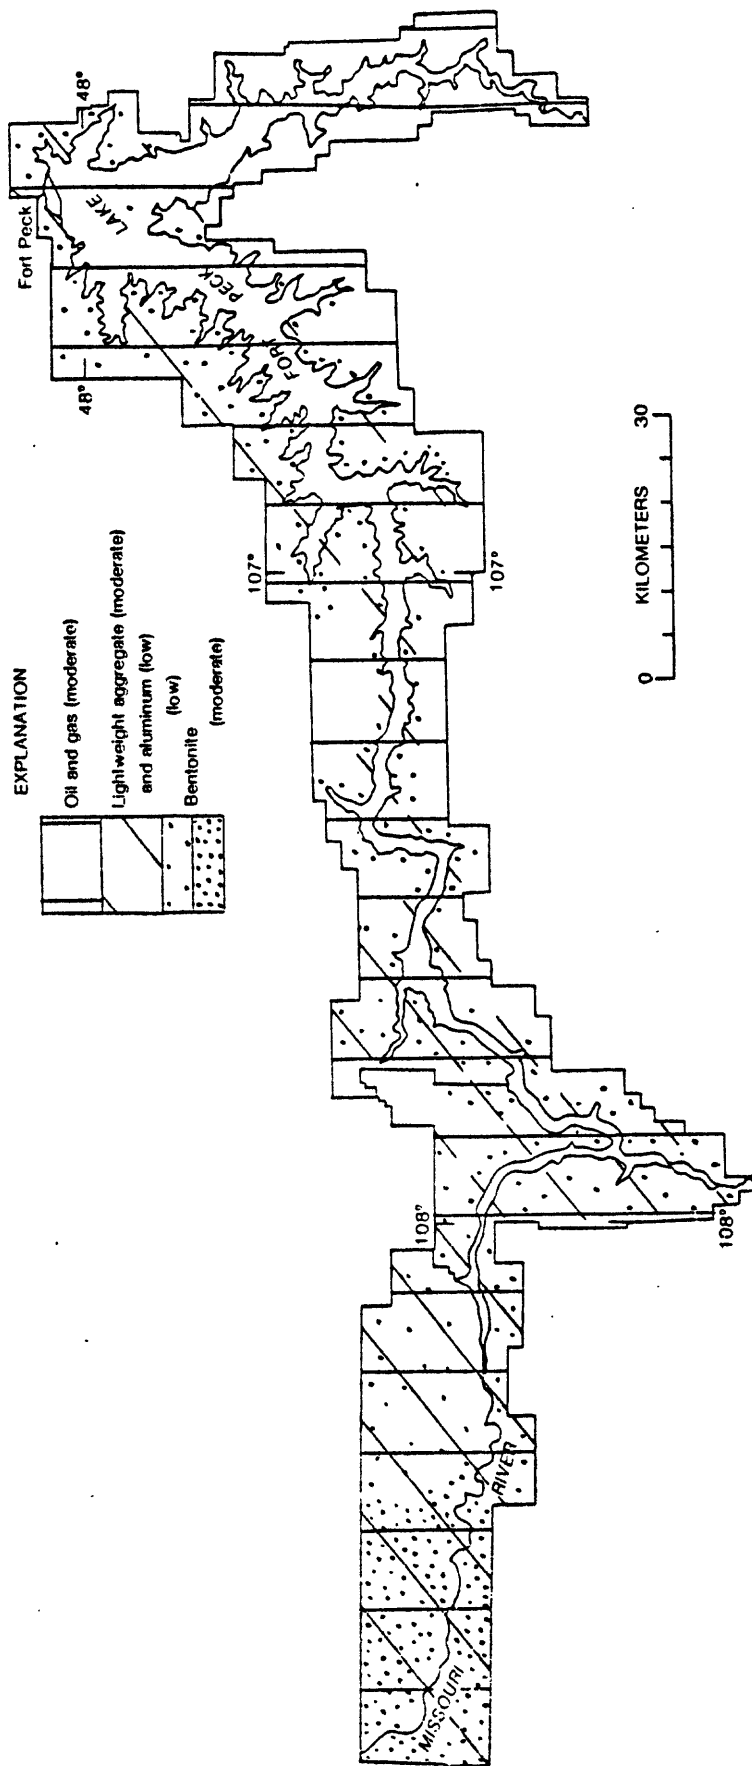 EXPLANATION
Oil and gas (moderate)
Lightweight aggregate (moderate)
and aluminum (low)
(low)
Bentonite
(moderate)
Fort Peck
48°
48°
LAKE
PECK
FORT
107°
107°
0
30
KILOMETERS
108°
108°
MISSOURI
RIVER